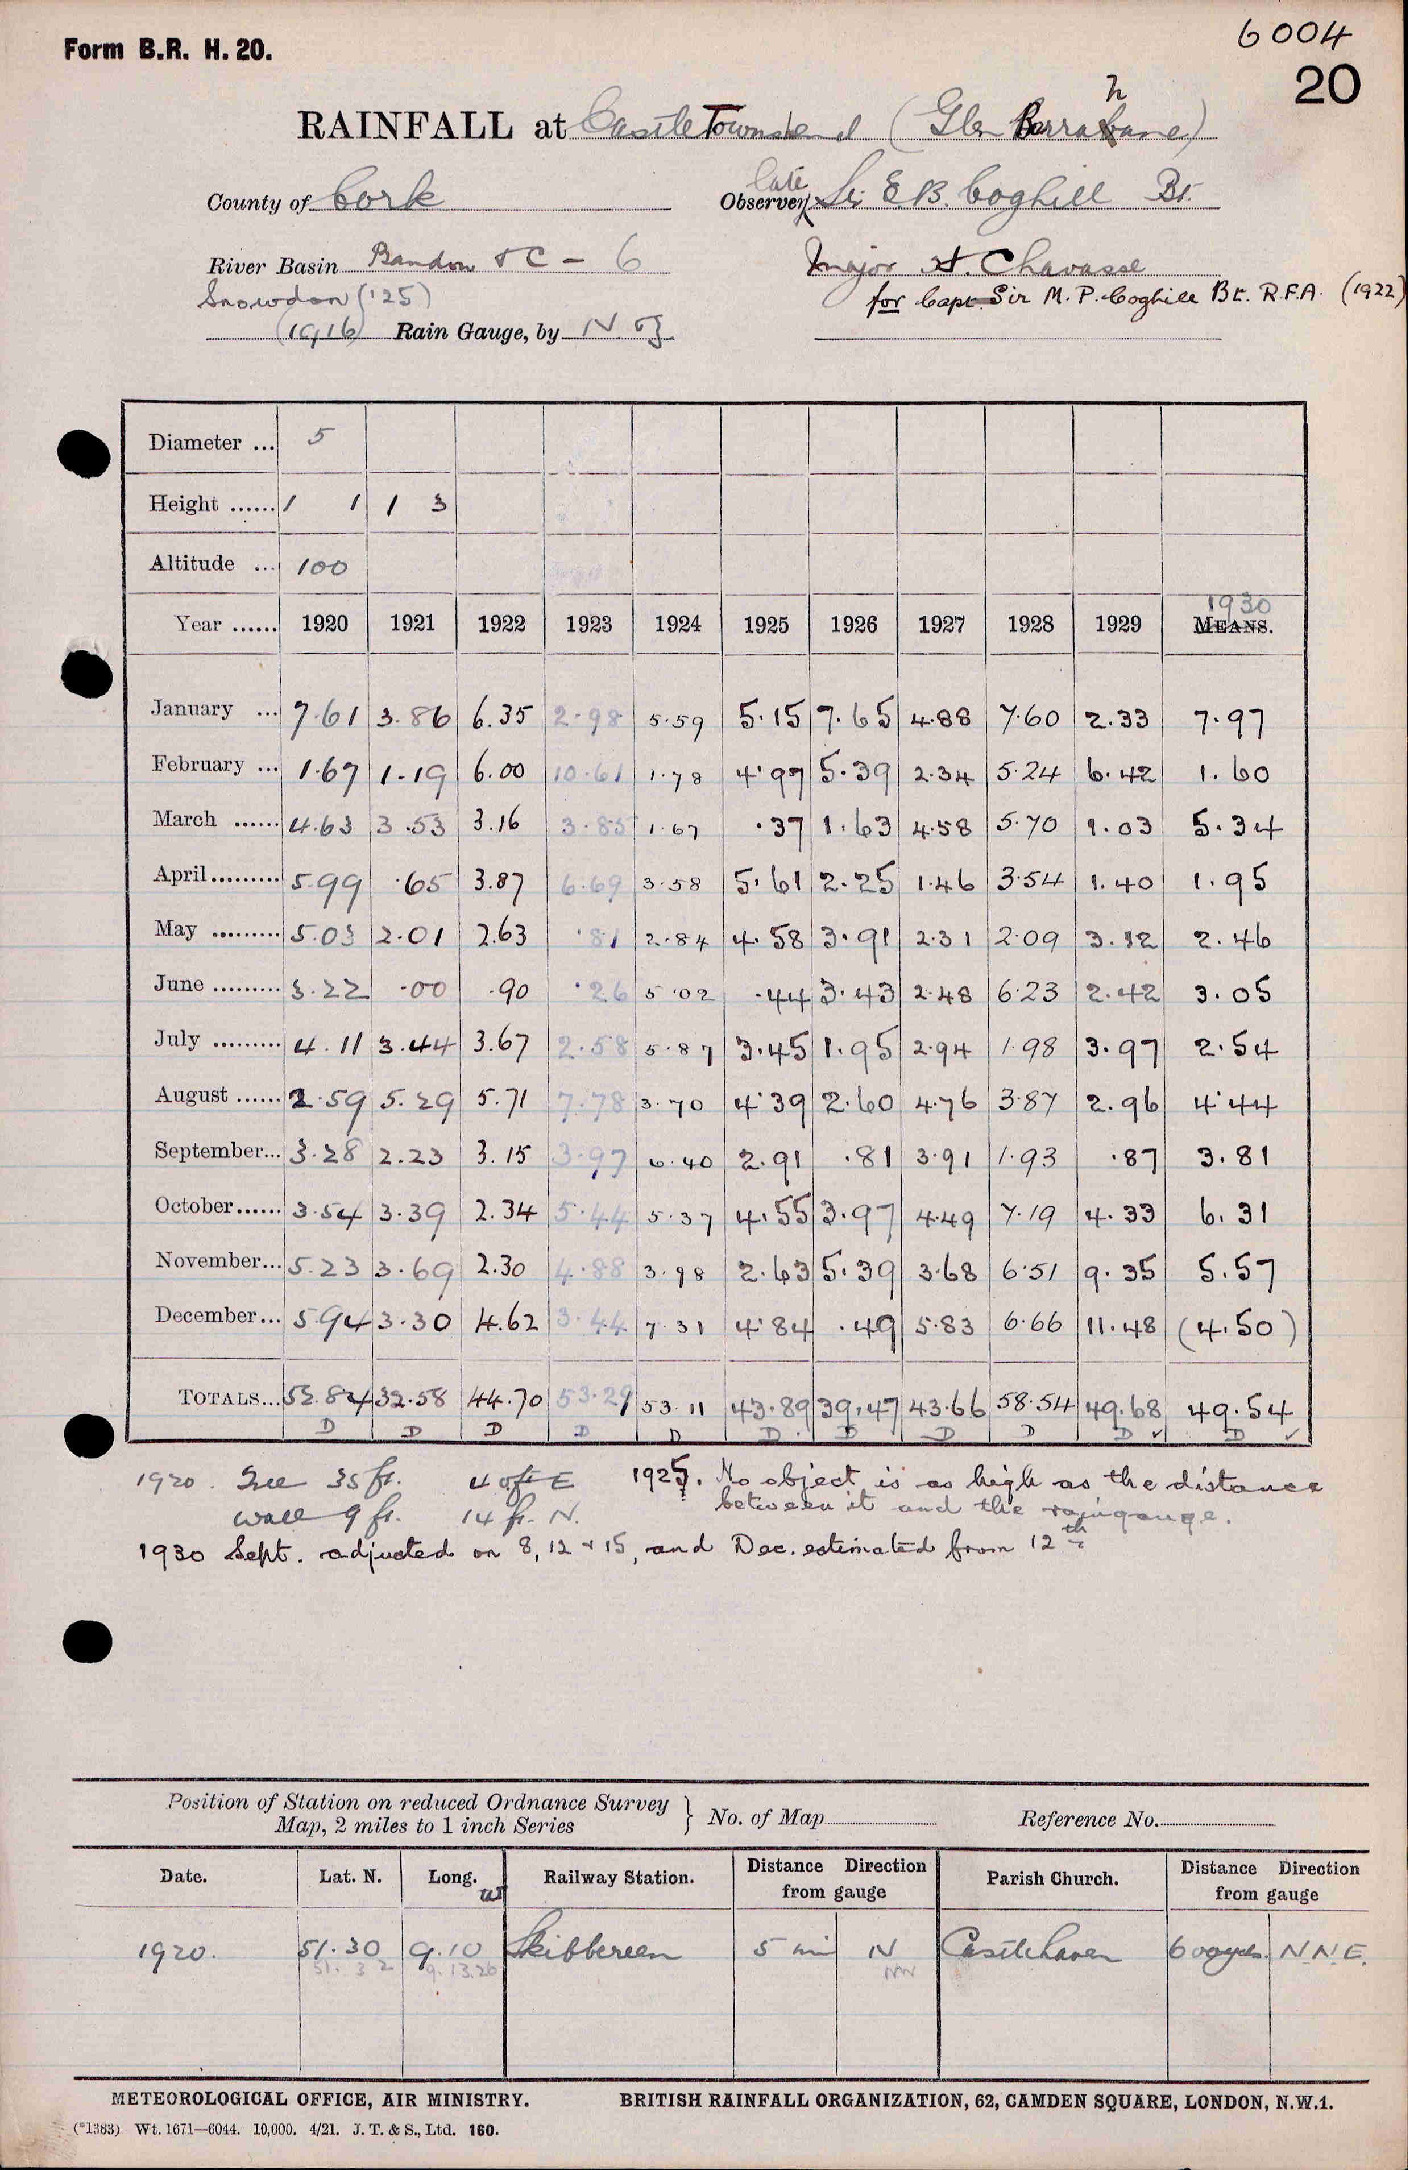 6004
Form B.R. H. 20.
20
RAINFALL at CastleTownshend (Glen Barrahane)
County of Cork
late
Observer Sir E B. Coghill Bt.
River Basin Bandon & C - 6
Major H. Chavasse
Snowdon ('25)
for Capt. Sir M. P. Coghill Bt. R.F.A. (1922)
(1916) Rain Gauge, by N & Z
Diameter ... 5
Height ...... 1 1 1 3
Altitude ... 100
1930
Year ...... 1920 1921 1922 1923 1924 1925 1926 1927 1928 1929 MEANS.
January ... 7.61 3.86 6.35 2.98 5.59 5.15 7.65 4.88 7.60 2.33 7.97
February ... 1.67 1.19 6.00 10.61 1.78 4.97 5.39 2.34 5.24 6.42 1.60
March ...... 4.63 3.53 3.16 3.85 1.67 .37 1.63 4.58 5.70 1.03 5.34
April......... 5.99 .65 3.87 6.69 3.58 5.61 2.25 1.46 3.54 1.40 1.95
May ......... 5.03 2.01 2.63 .81 2.84 4.58 3.91 2.31 2.09 3.12 2.46
June ......... 3.22 .00 .90 .26 5.02 .44 3.43 2.48 6.23 2.42 3.05
July ......... 4.11 3.44 3.67 2.58 5.87 3.45 1.95 2.94 1.98 3.97 2.54
August ...... 2.59 5.29 5.71 7.78 3.70 4.39 2.60 4.76 3.87 2.96 4.44
September... 3.28 2.23 3.15 3.97 6.40 2.91 .81 3.91 1.93 .87 3.81
October...... 3.54 3.39 2.34 5.44 5.37 4.55 3.97 4.49 7.19 4.33 6.31
November... 5.23 3.69 2.30 4.88 3.98 2.63 5.39 3.68 6.51 9.35 5.57
December... 5.94 3.30 4.62 3.44 7.31 4.84 .49 5.83 6.66 11.48 (4.50)
TOTALS... 52.84 32.58 44.70 53.29 53.11 43.89 39.47 43.66 58.54 49.68 49.54
D D D D D D D D D D ✓ D ✓
1920. Tree 35 ft. 40 ft E 1925. No object is as high as the distance
wall 9 ft. 14 ft. N. between it and the raingauge.
1930 Sept. adjusted on 8, 12 & 15, and Dec. estimated from 12th
Position of Station on reduced Ordnance Survey
Map, 2 miles to 1 inch Series } No. of Map Reference No.
Date. Lat. N. Long. W Railway Station. Distance Direction from gauge Parish Church. Distance Direction from gauge
1920. 51.30 9.10 Skibbereen 5 mi N Castlehaven 600yds. N.N.E.
51. 32 9.13.20 NW
METEOROLOGICAL OFFICE, AIR MINISTRY. BRITISH RAINFALL ORGANIZATION, 62, CAMDEN SQUARE, LONDON, N.W.1.
(*1383) Wt. 1671—6044. 10,000. 4/21. J. T. & S., Ltd. 160.